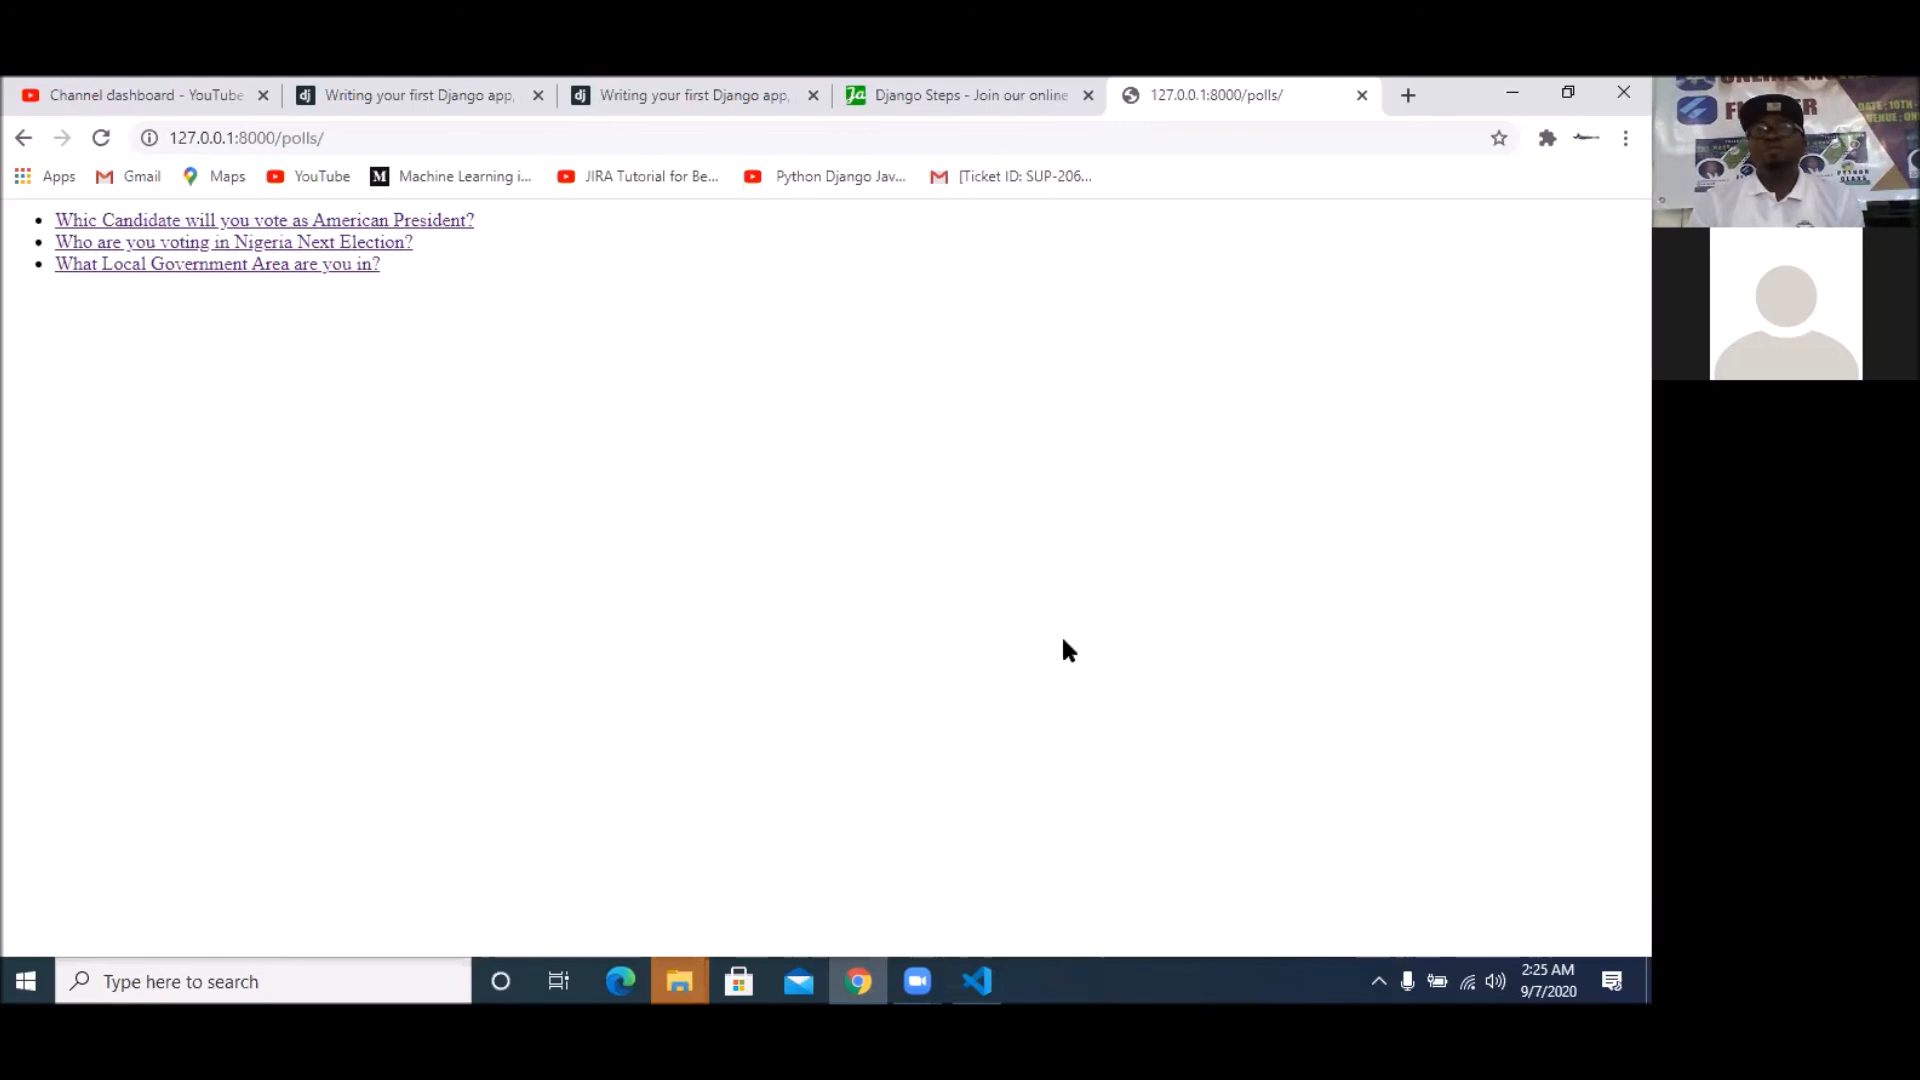 Channel dashboard - YouTube
Writing your first Django app,
Writing your first Django app,
Django Steps - Join our online
127.0.0.1:8000/polls/
127.0.0.1:8000/polls/
Apps
Gmail
Maps
YouTube
Machine Learning i...
JIRA Tutorial for Be...
Python Django Jav...
[Ticket ID: SUP-206...
Whic Candidate will you vote as American President?
Who are you voting in Nigeria Next Election?
What Local Government Area are you in?
ONLINE
DATE : 10TH -
Type here to search
2:25 AM
9/7/2020